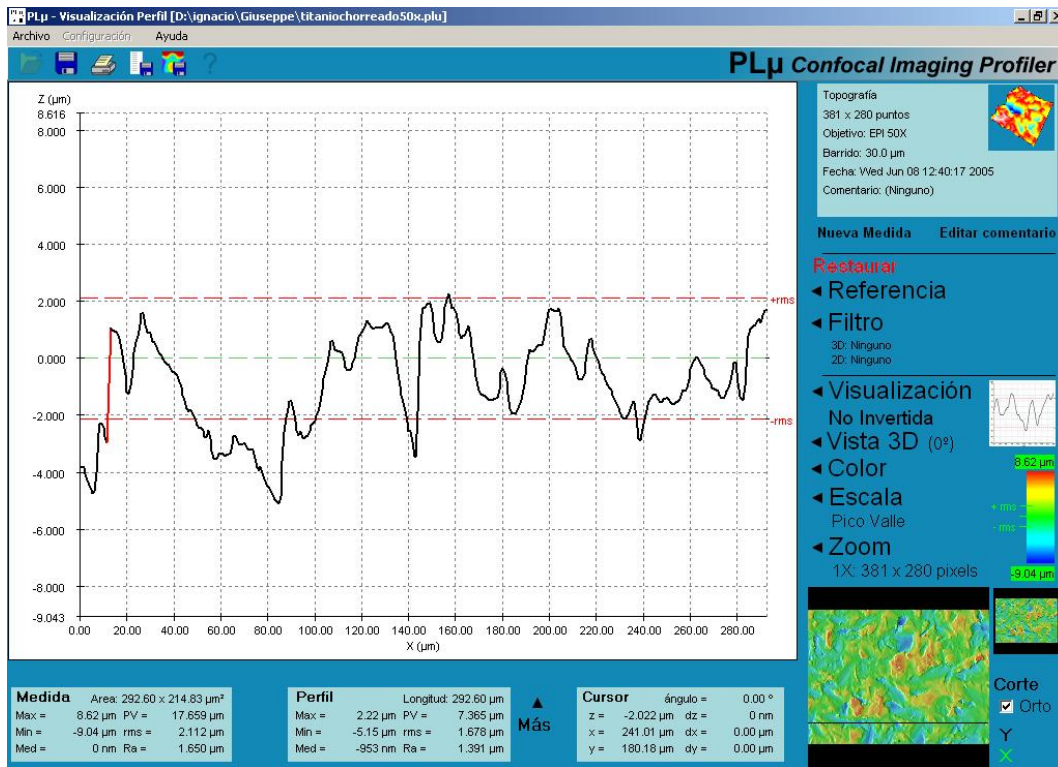 PLµ - Visualización Perfil [D:\ignacio\Giuseppe\titaniochorreado50x.plu]
Archivo Configuración Ayuda
PLµ Confocal Imaging Profiler
Z (µm)
8.616
8.000
6.000
4.000
2.000
0.000
-2.000
-4.000
-6.000
-8.000
-9.043
+rms
-rms
0.00 20.00 40.00 60.00 80.00 100.00 120.00 140.00 160.00 180.00 200.00 220.00 240.00 260.00 280.00
X (µm)
Topografía
381 x 280 puntos
Objetivo: EPI 50X
Barrido: 30.0 µm
Fecha: Wed Jun 08 12:40:17 2005
Comentario: (Ninguno)
Nueva Medida Editar comentario
Restaurar
Referencia
Filtro
3D: Ninguno
2D: Ninguno
Visualización
No Invertida
Vista 3D (0º)
Color
Escala
Pico Valle
Zoom
1X: 381 x 280 pixels
8.62 µm
+ rms
- rms
-9.04 µm
Corte
Orto
Y
X
Medida Area: 292.60 x 214.83 µm²
Max = 8.62 µm PV = 17.659 µm
Min = -9.04 µm rms = 2.112 µm
Med = 0 nm Ra = 1.650 µm
Perfil Longitud: 292.60 µm
Max = 2.22 µm PV = 7.365 µm
Min = -5.15 µm rms = 1.678 µm
Med = -953 nm Ra = 1.391 µm
Más
Cursor ángulo = 0.00 º
z = -2.022 µm dz = 0 nm
x = 241.01 µm dx = 0.00 µm
y = 180.18 µm dy = 0.00 µm